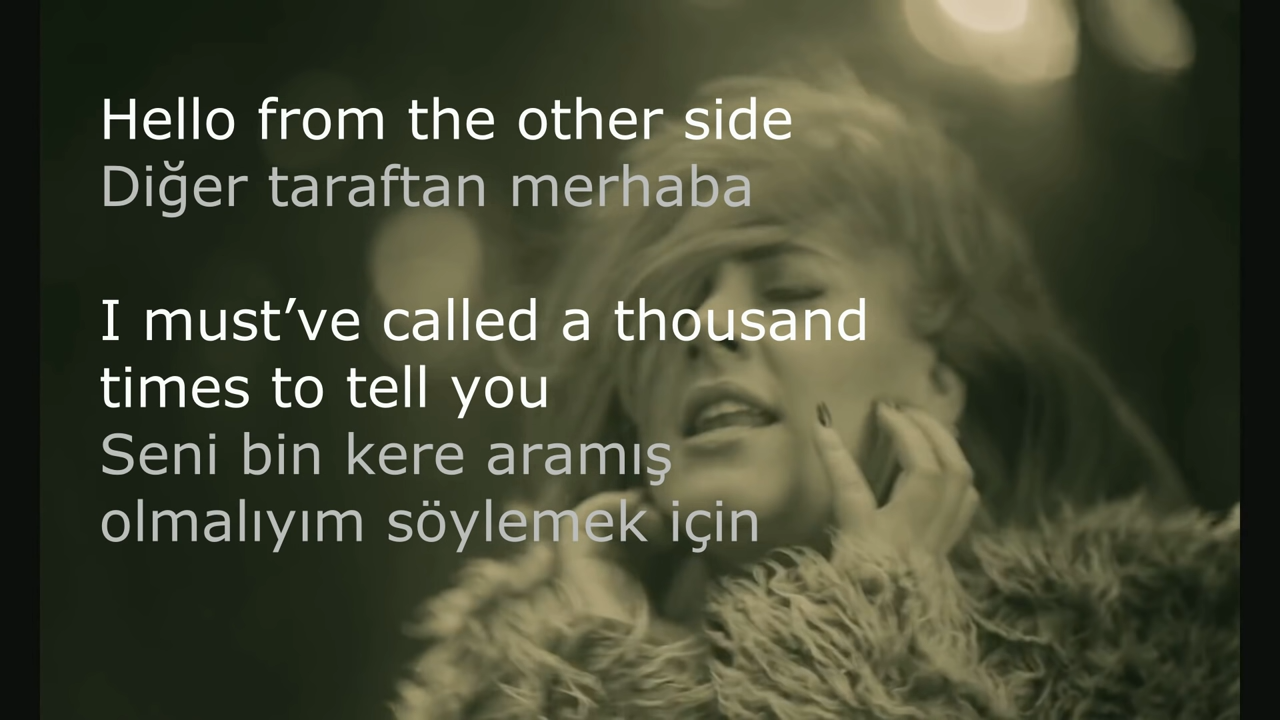 Hello from the other side
Diğer taraftan merhaba
I must’ve called a thousand
times to tell you
Seni bin kere aramış
olmalıyım söylemek için